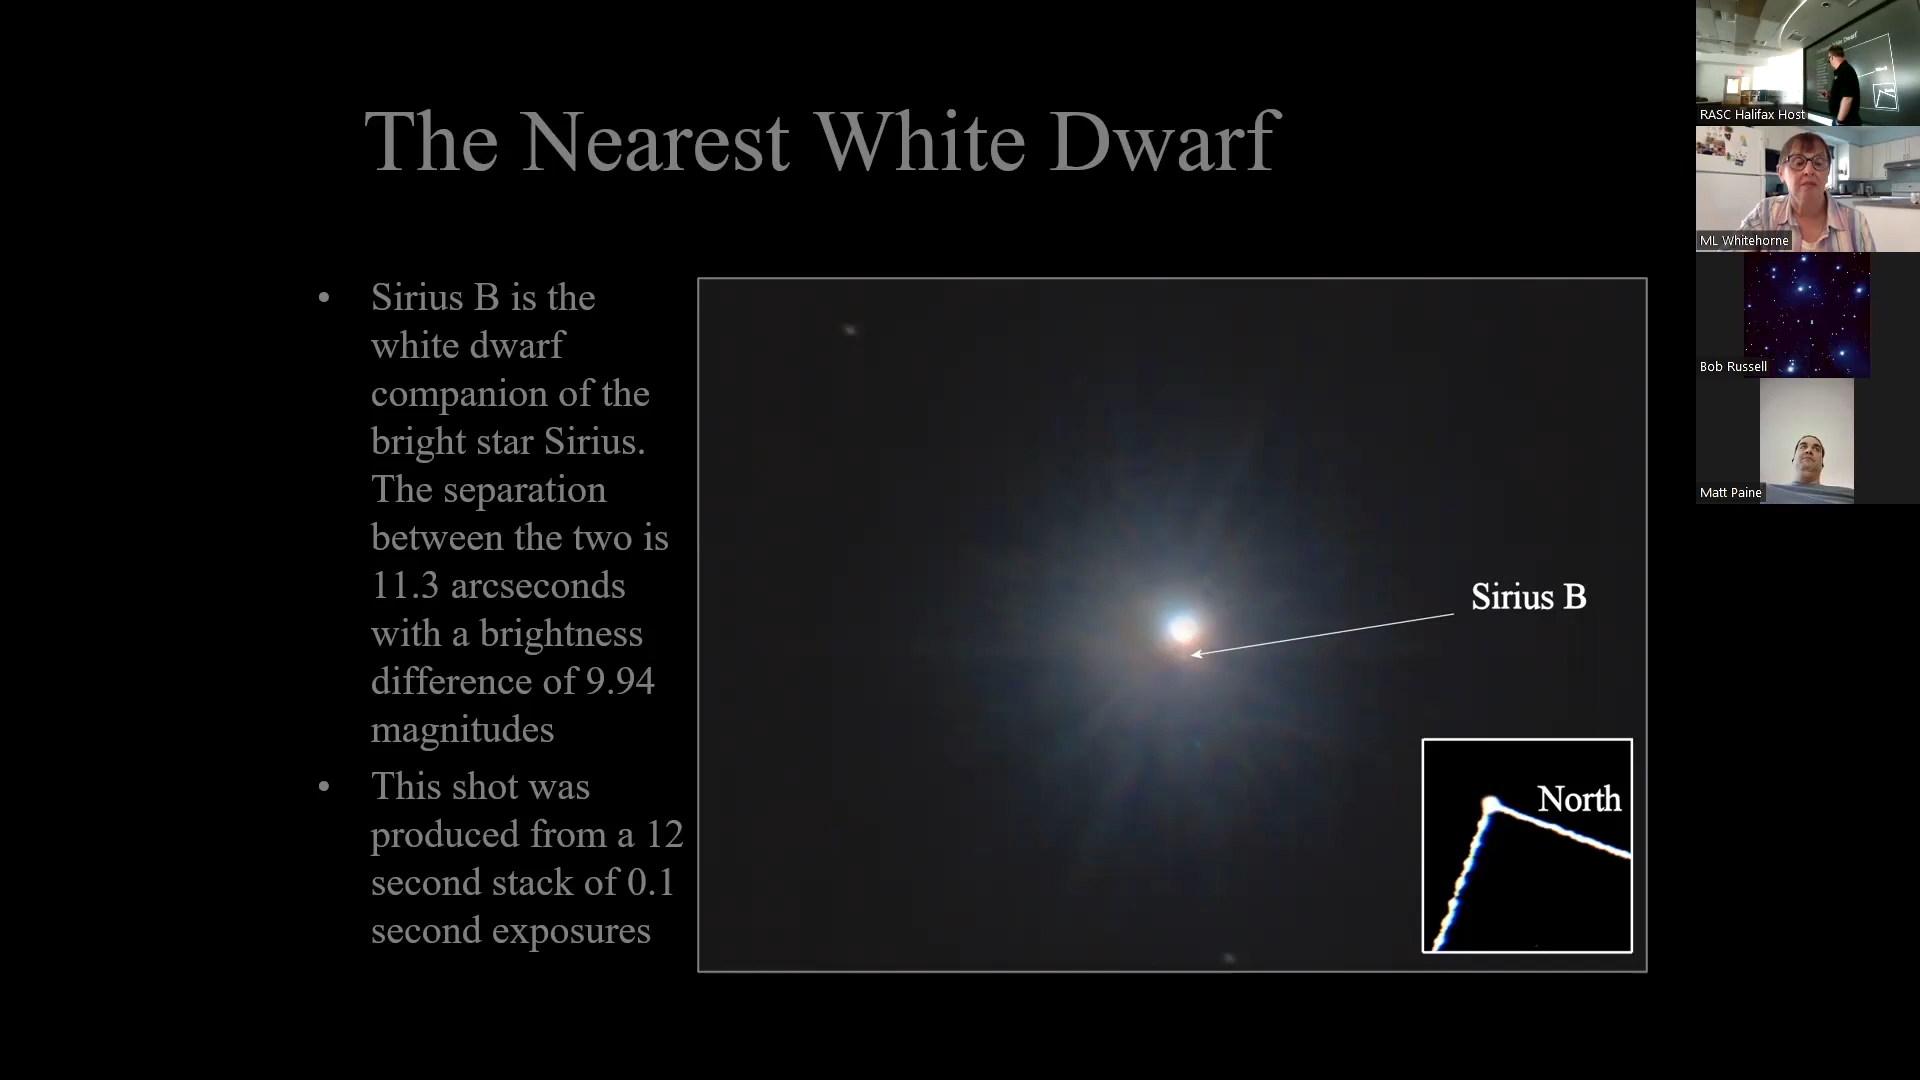 The Nearest White Dwarf
• Sirius B is the
white dwarf
companion of the
bright star Sirius.
The separation
between the two is
11.3 arcseconds
with a brightness
difference of 9.94
magnitudes
• This shot was
produced from a 12
second stack of 0.1
second exposures
Sirius B
North
RASC Halifax Host
ML Whitehorne
Bob Russell
Matt Paine